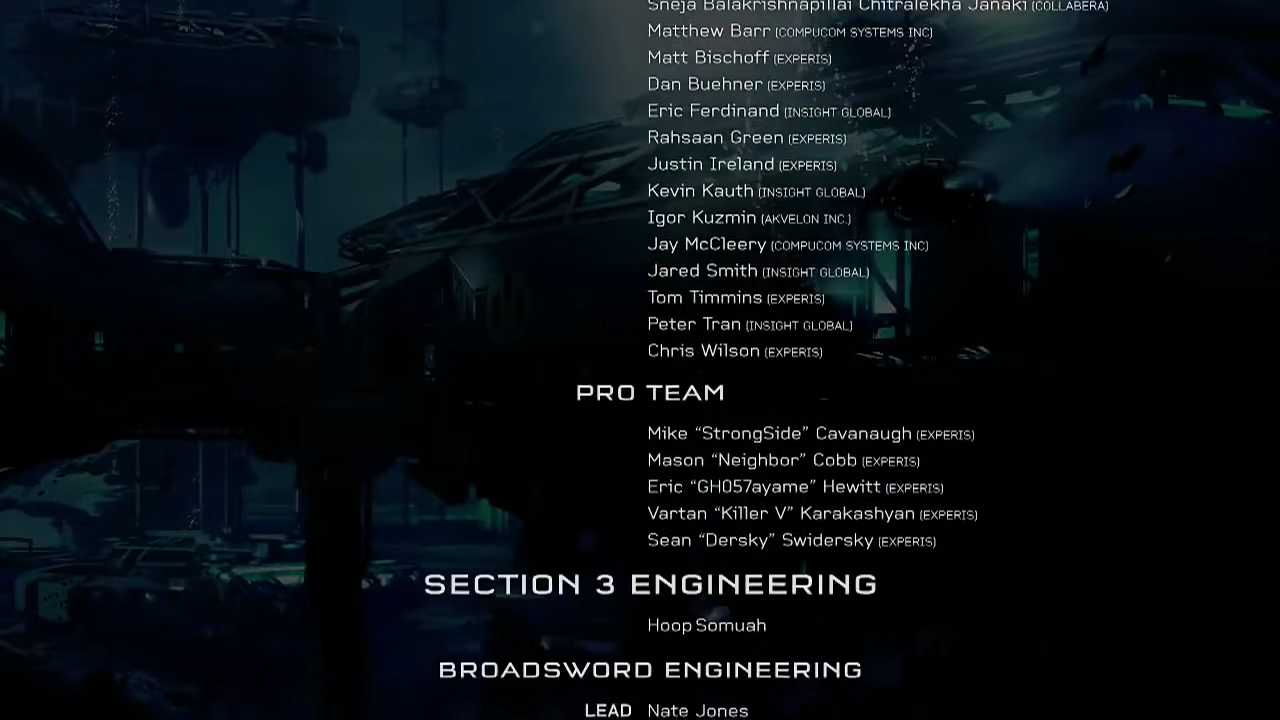 Sneja Balakrishnapillai Chitralekha Janaki (COLLABERA)
Matthew Barr (COMPUCOM SYSTEMS INC)
Matt Bischoff (EXPERIS)
Dan Buehner (EXPERIS)
Eric Ferdinand (INSIGHT GLOBAL)
Rahsaan Green (EXPERIS)
Justin Ireland (EXPERIS)
Kevin Kauth (INSIGHT GLOBAL)
Igor Kuzmin (AKVELON INC.)
Jay McCleery (COMPUCOM SYSTEMS INC)
Jared Smith (INSIGHT GLOBAL)
Tom Timmins (EXPERIS)
Peter Tran (INSIGHT GLOBAL)
Chris Wilson (EXPERIS)
PRO TEAM
Mike “StrongSide” Cavanaugh (EXPERIS)
Mason “Neighbor” Cobb (EXPERIS)
Eric “GH057ayame” Hewitt (EXPERIS)
Vartan “Killer V” Karakashyan (EXPERIS)
Sean “Dersky” Swidersky (EXPERIS)
SECTION 3 ENGINEERING
Hoop Somuah
BROADSWORD ENGINEERING
LEAD Nate Jones